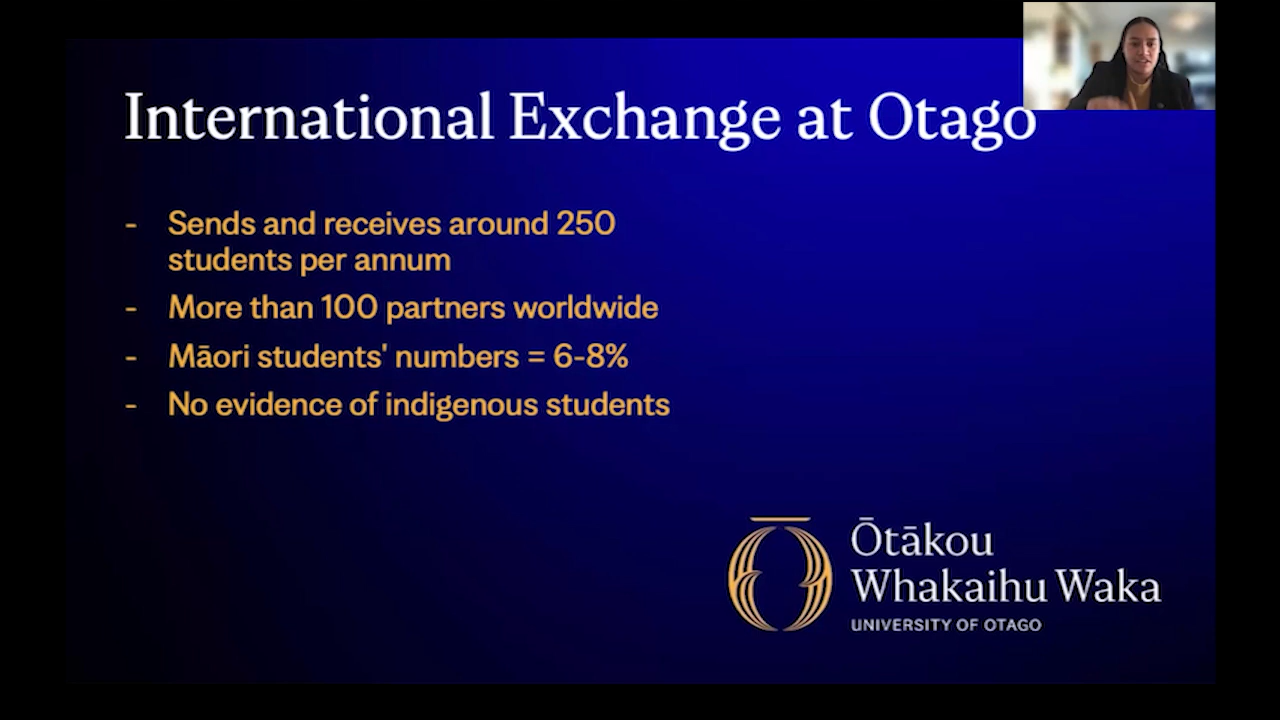 International Exchange at Otago
- Sends and receives around 250
students per annum
- More than 100 partners worldwide
- Māori students' numbers = 6-8%
- No evidence of indigenous students
Ōtākou
Whakaihu Waka
UNIVERSITY OF OTAGO